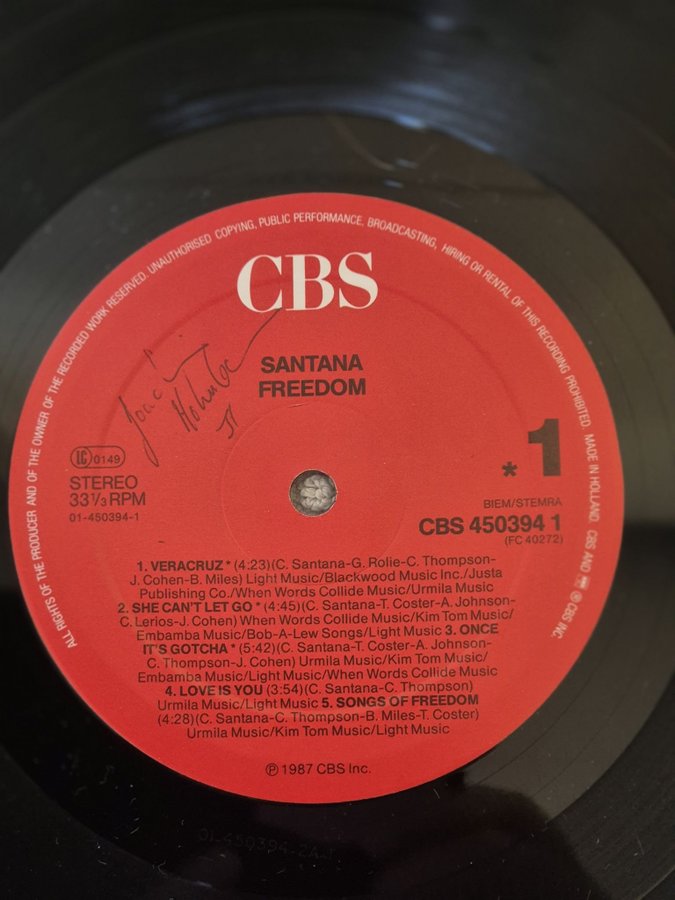 ALL RIGHTS OF THE PRODUCER AND OF THE OWNER OF THE RECORDED WORK RESERVED. UNAUTHORISED COPYING, PUBLIC PERFORMANCE, BROADCASTING, HIRING OR RENTAL OF THIS RECORDING PROHIBITED. MADE IN HOLLAND. CBS AND ARE ℗ CBS INC.
CBS
SANTANA
FREEDOM
LC 0149
STEREO
33 1/3 RPM
01-450394-1
* 1
BIEM/STEMRA
CBS 450394 1
(FC 40272)
1. VERACRUZ * (4:23)(C. Santana-G. Rolie-C. Thompson-
J. Cohen-B. Miles) Light Music/Blackwood Music Inc./Justa
Publishing Co./When Words Collide Music/Urmila Music
2. SHE CAN'T LET GO * (4:45)(C. Santana-T. Coster-A. Johnson-
C. Lerios-J. Cohen) When Words Collide Music/Kim Tom Music/
Embamba Music/Bob-A-Lew Songs/Light Music 3. ONCE
IT'S GOTCHA * (5:42)(C. Santana-T. Coster-A. Johnson-
C. Thompson-J. Cohen) Urmila Music/Kim Tom Music/
Embamba Music/Light Music/When Words Collide Music
4. LOVE IS YOU (3:54)(C. Santana-C. Thompson)
Urmila Music/Light Music 5. SONGS OF FREEDOM
(4:28)(C. Santana-C. Thompson-B. Miles-T. Coster)
Urmila Music/Kim Tom Music/Light Music
℗ 1987 CBS Inc.